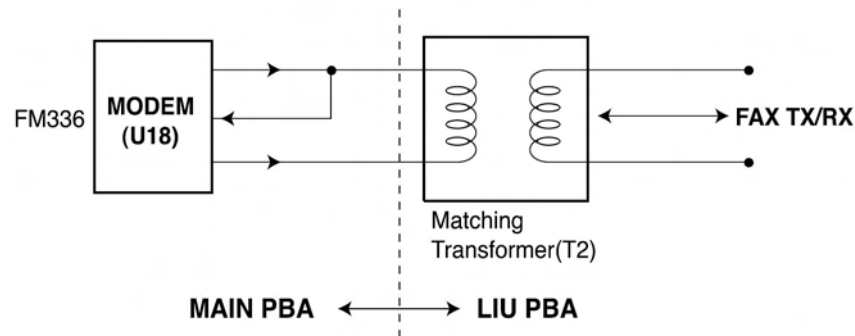 FM336
MODEM
(U18)
FAX TX/RX
Matching
Transformer(T2)
MAIN PBA
LIU PBA